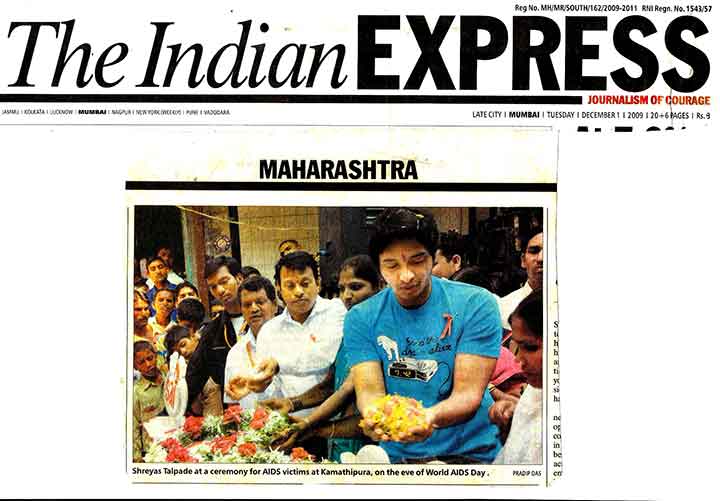 Reg No. MH/MR/SOUTH/162/2009-2011 RNI Regn. No. 1543/57
The Indian EXPRESS
JOURNALISM OF COURAGE
JAMMU | KOLKATA | LUCKNOW | MUMBAI | NAGPUR | NEW YORK (WEEKLY) | PUNE | VADODARA
LATE CITY | MUMBAI | TUESDAY | DECEMBER 1 | 2009 | 20+6 PAGES | Rs.
MAHARASHTRA
Shreyas Talpade at a ceremony for AIDS victims at Kamathipura, on the eve of World AIDS Day .
PRADIP DAS